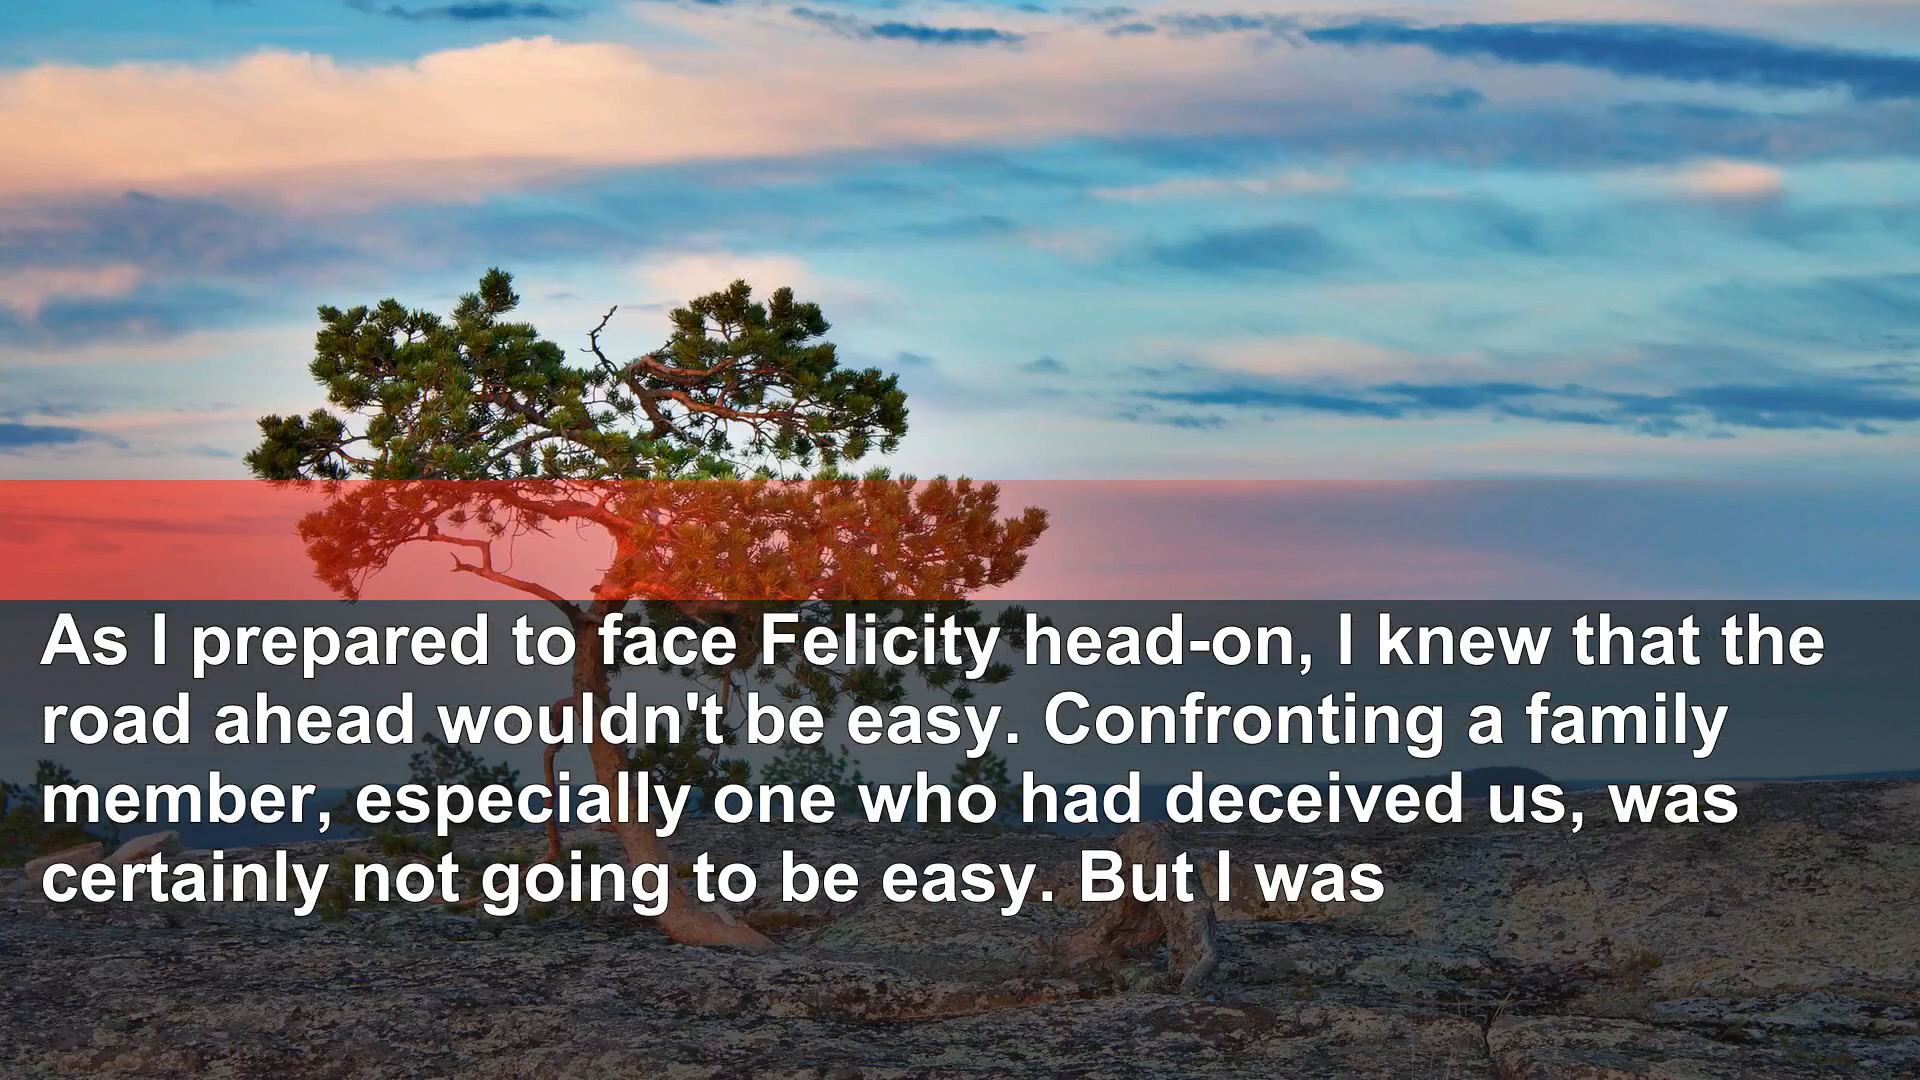 As I prepared to face Felicity head-on, I knew that the
road ahead wouldn't be easy. Confronting a family
member, especially one who had deceived us, was
certainly not going to be easy. But I was